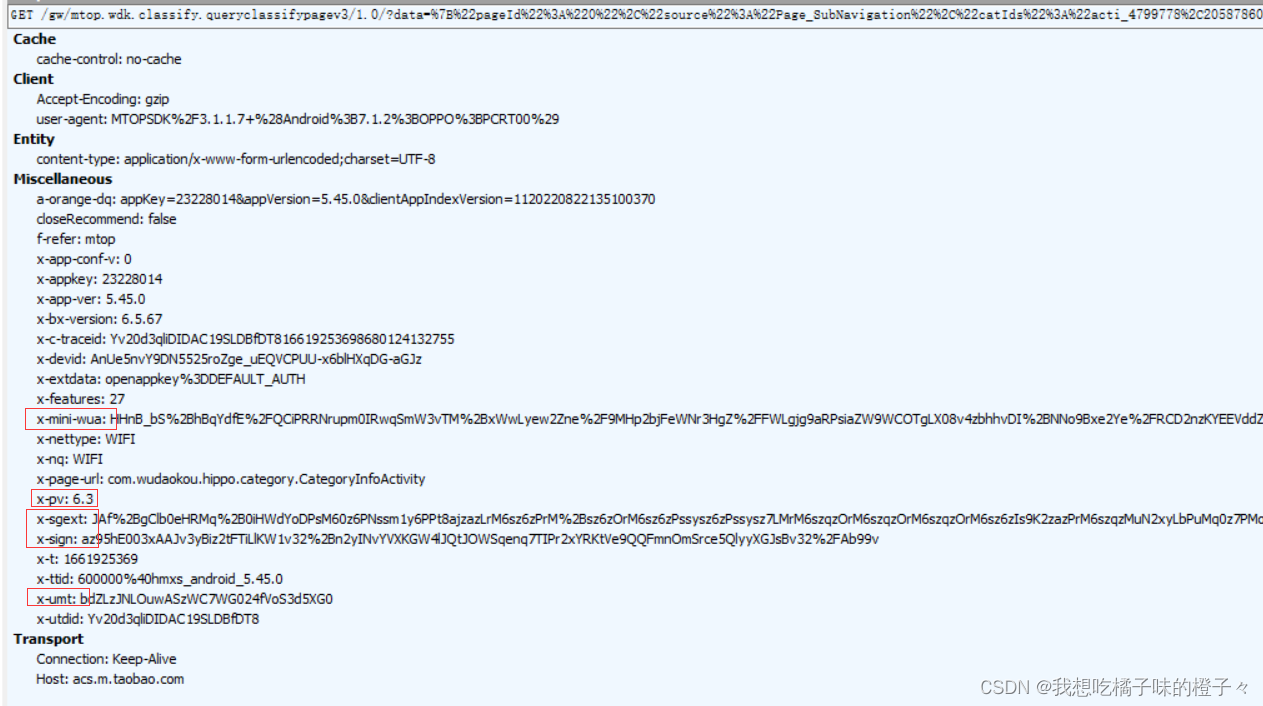 GET /gw/mtop.wdk.classify.queryclassifypagev3/1.0/?data=%7B%22pageId%22%3A%220%22%2C%22source%22%3A%22Page_SubNavigation%22%2C%22catIds%22%3A%22acti_4799778%2C20587860
Cache
cache-control: no-cache
Client
Accept-Encoding: gzip
user-agent: MTOPSDK%2F3.1.1.7+%28Android%3B7.1.2%3BOPPO%3BPCRT00%29
Entity
content-type: application/x-www-form-urlencoded;charset=UTF-8
Miscellaneous
a-orange-dq: appKey=23228014&appVersion=5.45.0&clientAppIndexVersion=1120220822135100370
closeRecommend: false
f-refer: mtop
x-app-conf-v: 0
x-appkey: 23228014
x-app-ver: 5.45.0
x-bx-version: 6.5.67
x-c-traceid: Yv20d3qliDIDAC19SLDBfDT816619253698680124132755
x-devid: AnUe5nvY9DN5525roZge_uEQVCPUU-x6blHXqDG-aGJz
x-extdata: openappkey%3DDEFAULT_AUTH
x-features: 27
x-mini-wua: HHnB_bS%2BhBqYdfE%2FQCiPRRNrupm0IRwqSmW3vTM%2BxWwLyew2Zne%2F9MHp2bjFeWNr3HgZ%2FFWLgjg9aRPsiaZW9WCOTgLX08v4zbhhvDI%2BNNo9Bxe2Ye%2FRCD2nzKYEEVddZ
x-nettype: WIFI
x-nq: WIFI
x-page-url: com.wudaokou.hippo.category.CategoryInfoActivity
x-pv: 6.3
x-sgext: JAf%2BgClb0eHRMq%2B0iHWdYoDPsM60z6PNssm1y6PPt8ajzazLrM6sz6zPrM%2Bsz6zOrM6sz6zPssysz6zPssysz7LMrM6szqzOrM6szqzOrM6szqzOrM6sz6zIs9K2zazPrM6szqzMuN2xyLbPuMq0z7PMo
x-sign: az95hE003xAAJv3yBiz2tFTiLlKW1v32%2Bn2yINvYVXKGW4lJQtJOWSqenq7TIPr2xYRKtVe9QQFmnOmSrce5QlyyXGJsBv32%2FAb99v
x-t: 1661925369
x-ttid: 600000%40hmxs_android_5.45.0
x-umt: bdZLzJNLOuwASzWC7WG024fVoS3d5XG0
x-utdid: Yv20d3qliDIDAC19SLDBfDT8
Transport
Connection: Keep-Alive
Host: acs.m.taobao.com
CSDN @我想吃橘子味的橙子々